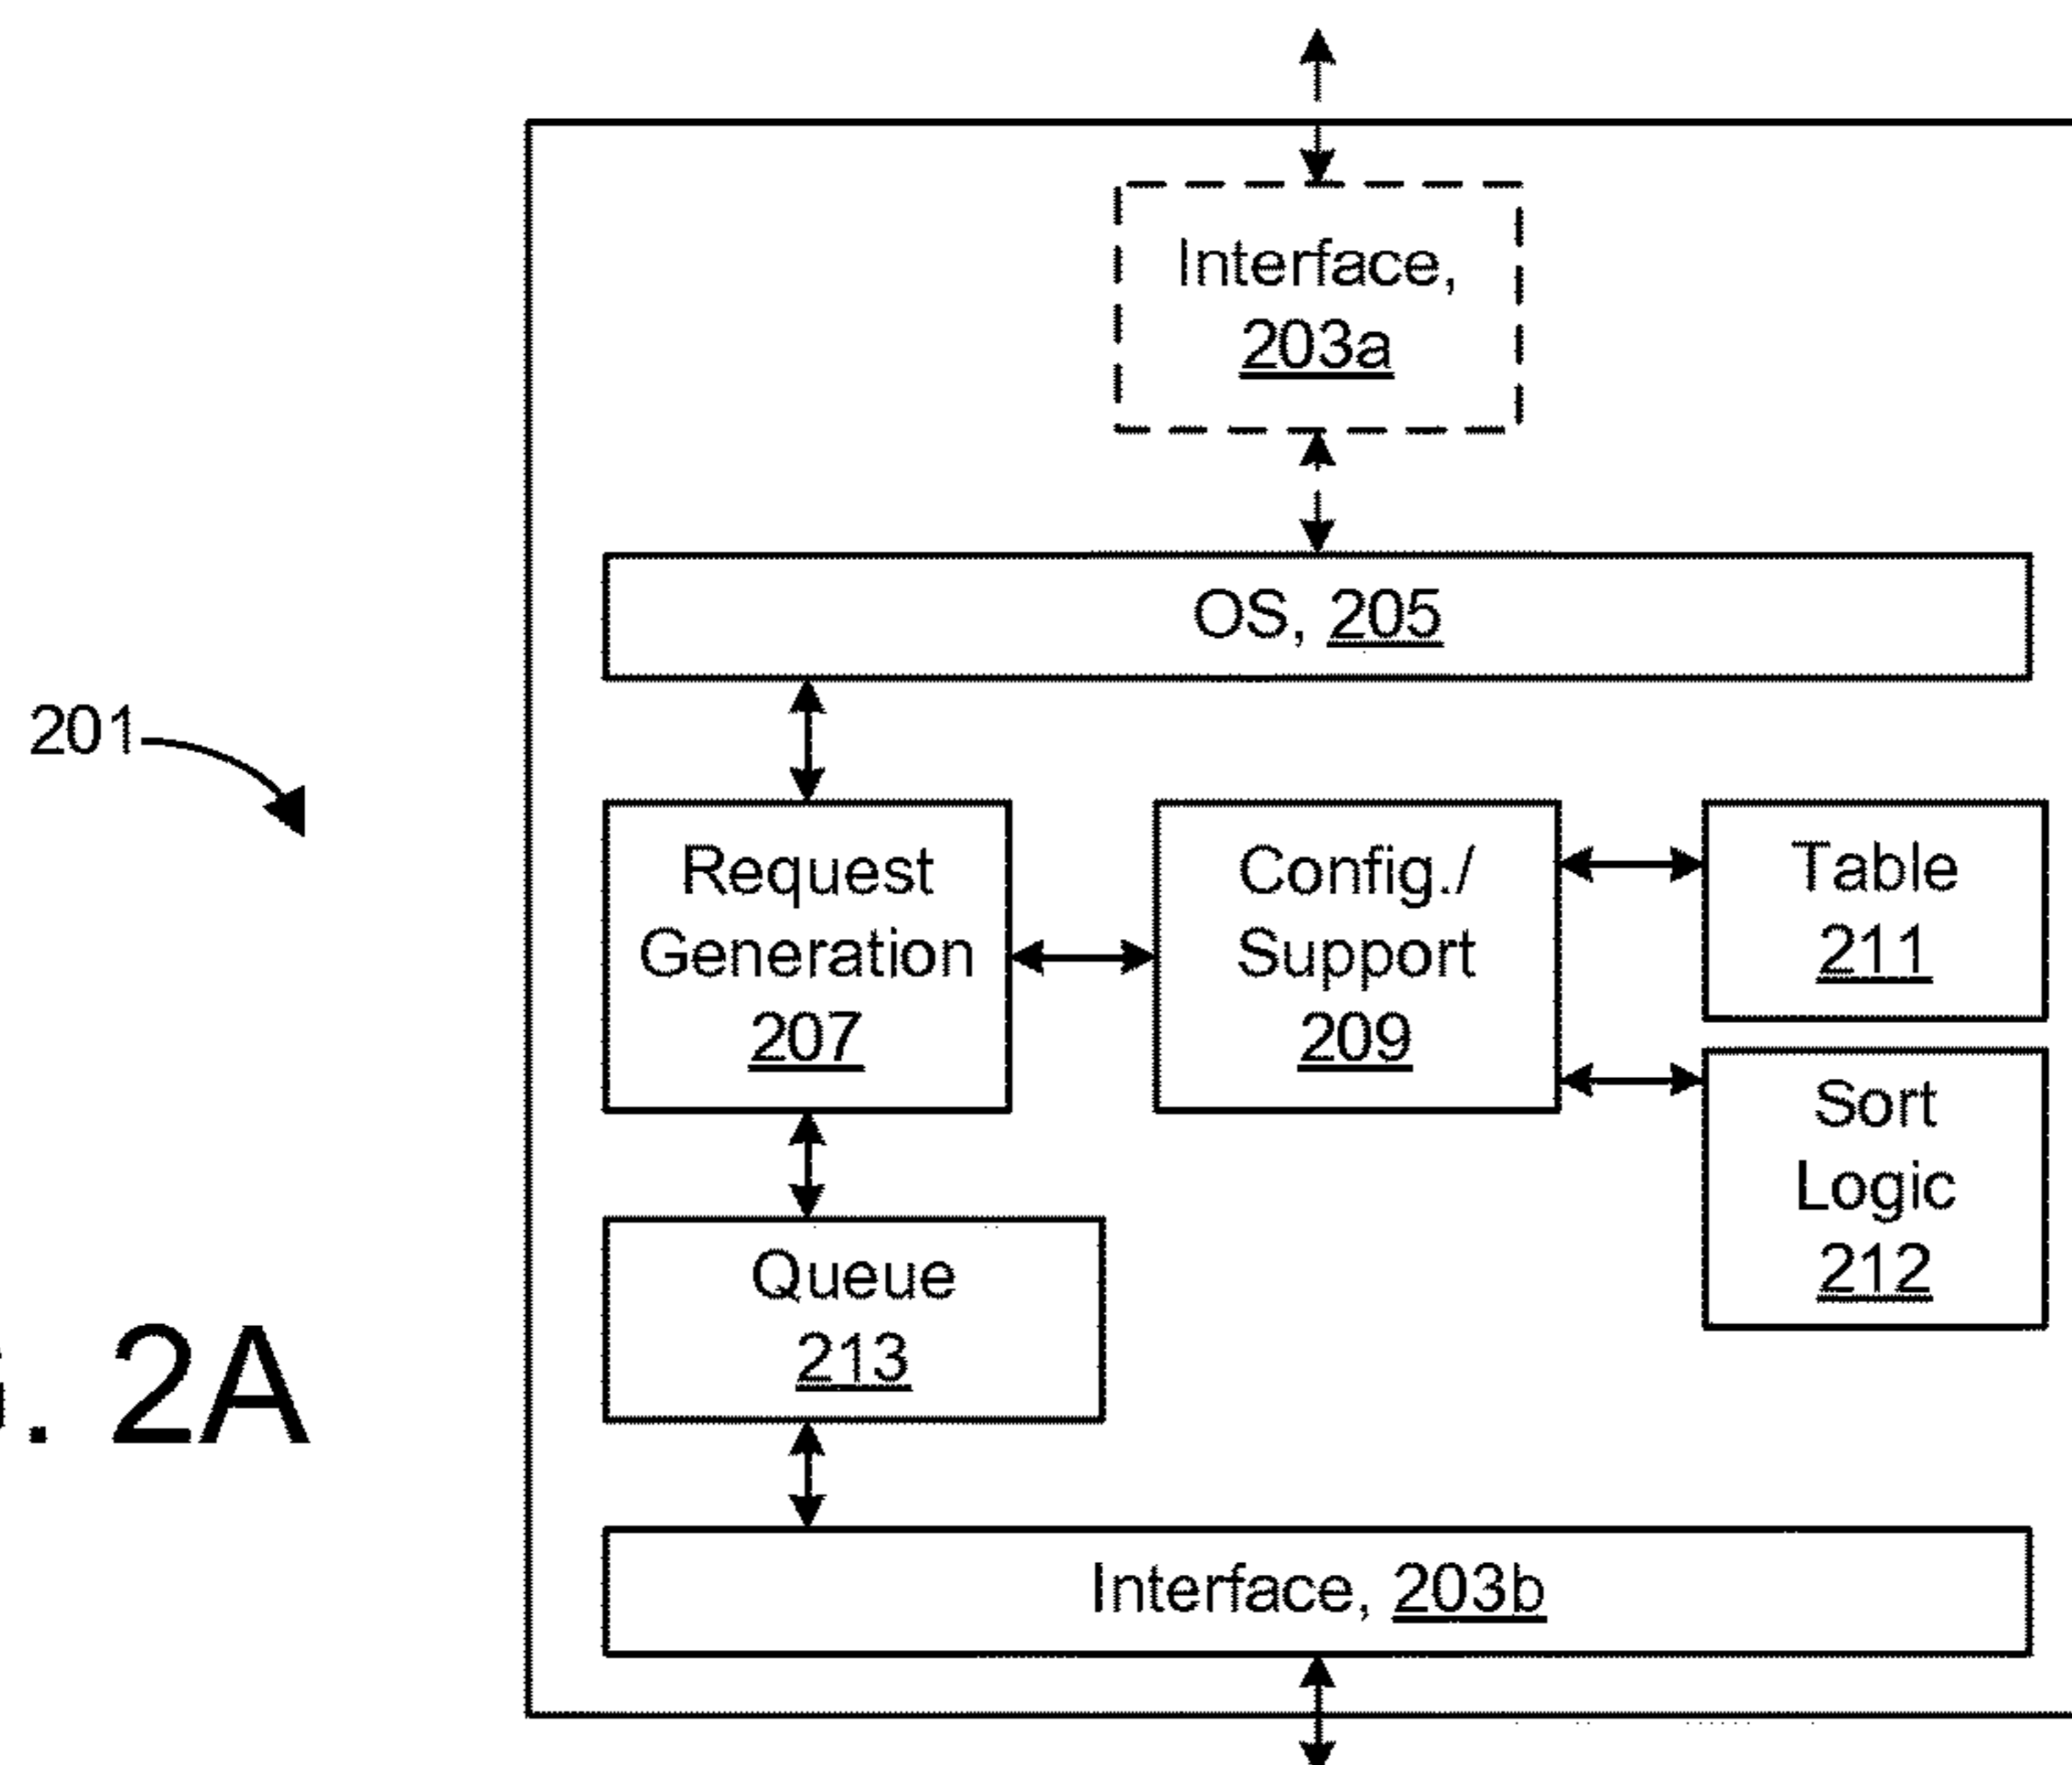 Interface,
203a
OS, 205
201
Request
Generation
207
Config./
Support
209
Table
211
Sort
Logic
212
Queue
213
. 2A
Interface, 203b